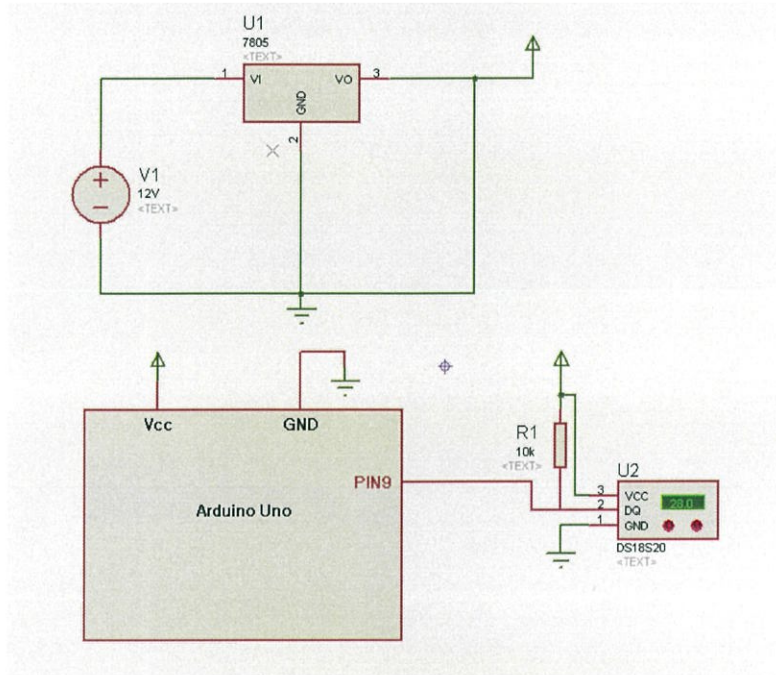 U1
7805
<TEXT>
1
VI
VO
3
GND
2
V1
12V
<TEXT>
Vcc
GND
PIN9
Arduino Uno
R1
10k
<TEXT>
U2
3
VCC
2
DQ
1
GND
28.0
DS18S20
<TEXT>